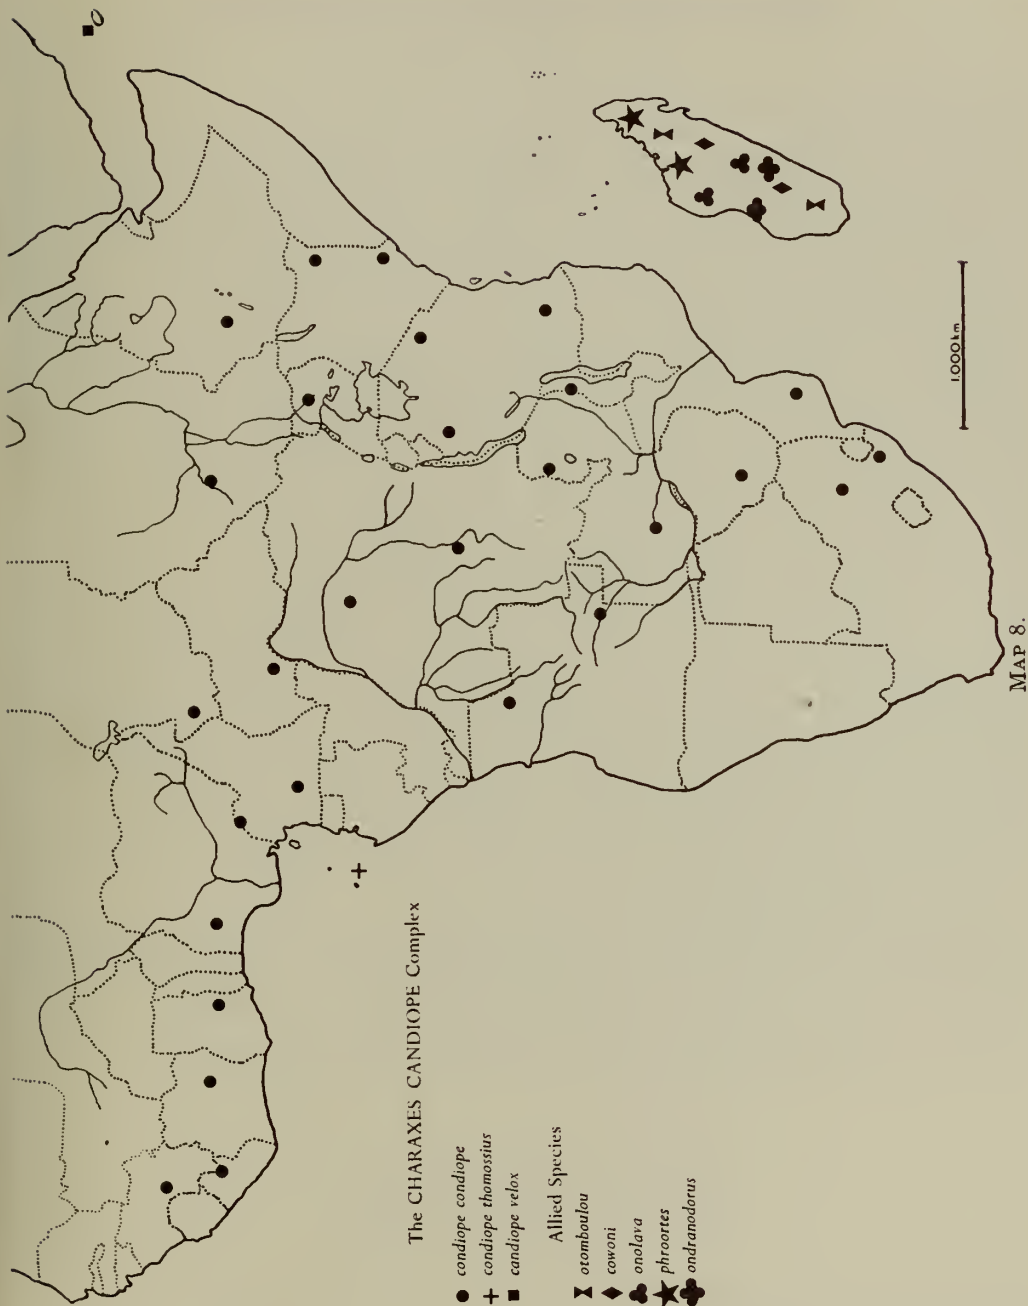 The CHARAXES CANDIOPE Complex
condiope condiope
condiope thomossius
candiope velox
Allied Species
otomboulou
cowoni
onolava
phroortes
ondranodorus
1.000km
MAP 8.